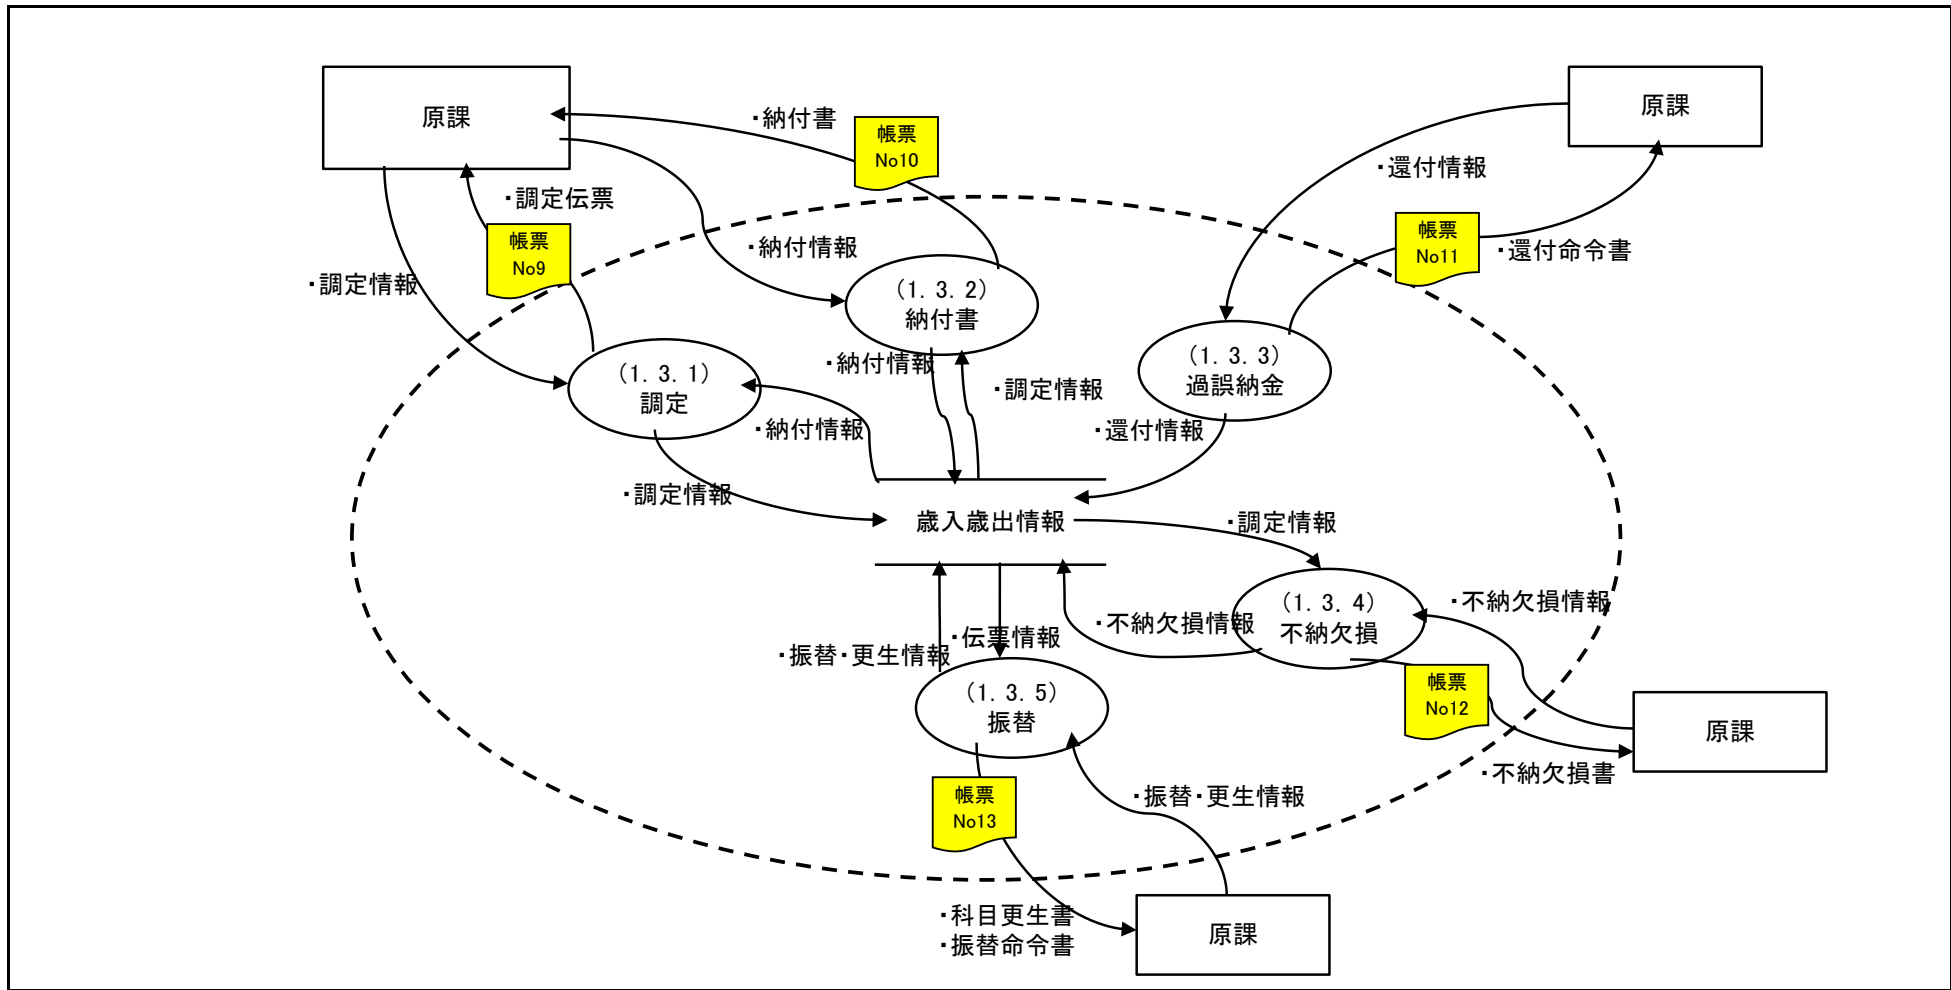 原課
・納付書
帳票
No10
原課
・還付情報
・調定伝票
帳票
No9
・納付情報
帳票
No11
・還付命令書
・調定情報
(1.3.2)
納付書
(1.3.1)
調定
・納付情報
・調定情報
(1.3.3)
過誤納金
・納付情報
・還付情報
・調定情報
歳入歳出情報
・調定情報
(1.3.4)
不納欠損
・不納欠損情報
・不納欠損情報
・伝票情報
・振替・更生情報
(1.3.5)
振替
帳票
No12
原課
・不納欠損書
帳票
No13
・振替・更生情報
・科目更生書
・振替命令書
原課